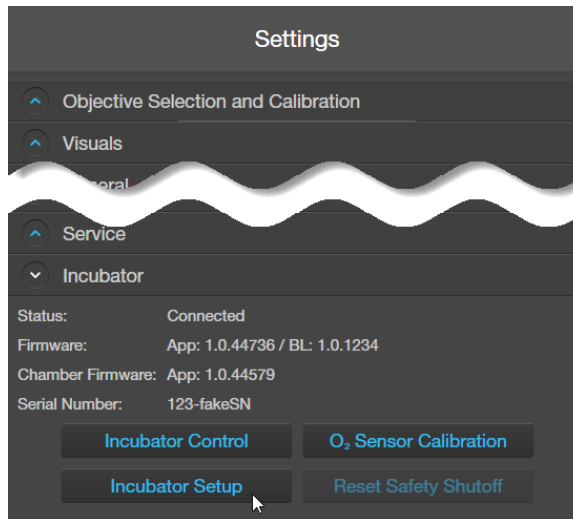 Settings
Objective Selection and Calibration
Visuals
Service
Incubator
Status: Connected
Firmware: App: 1.0.44736 / BL: 1.0.1234
Chamber Firmware: App: 1.0.44579
Serial Number: 123-fakeSN
Incubator Control O₂ Sensor Calibration
Incubator Setup Reset Safety Shutoff